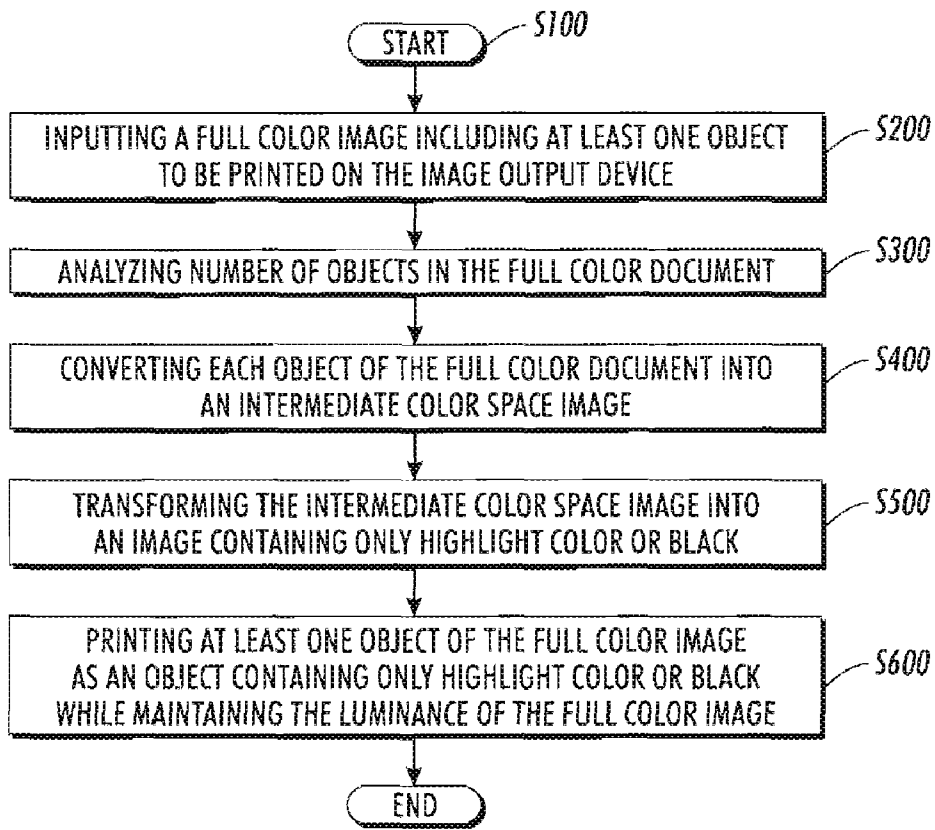 START
S100
INPUTTING A FULL COLOR IMAGE INCLUDING AT LEAST ONE OBJECT
TO BE PRINTED ON THE IMAGE OUTPUT DEVICE
S200
ANALYZING NUMBER OF OBJECTS IN THE FULL COLOR DOCUMENT
S300
CONVERTING EACH OBJECT OF THE FULL COLOR DOCUMENT INTO
AN INTERMEDIATE COLOR SPACE IMAGE
S400
TRANSFORMING THE INTERMEDIATE COLOR SPACE IMAGE INTO
AN IMAGE CONTAINING ONLY HIGHLIGHT COLOR OR BLACK
S500
PRINTING AT LEAST ONE OBJECT OF THE FULL COLOR IMAGE
AS AN OBJECT CONTAINING ONLY HIGHLIGHT COLOR OR BLACK
WHILE MAINTAINING THE LUMINANCE OF THE FULL COLOR IMAGE
S600
END